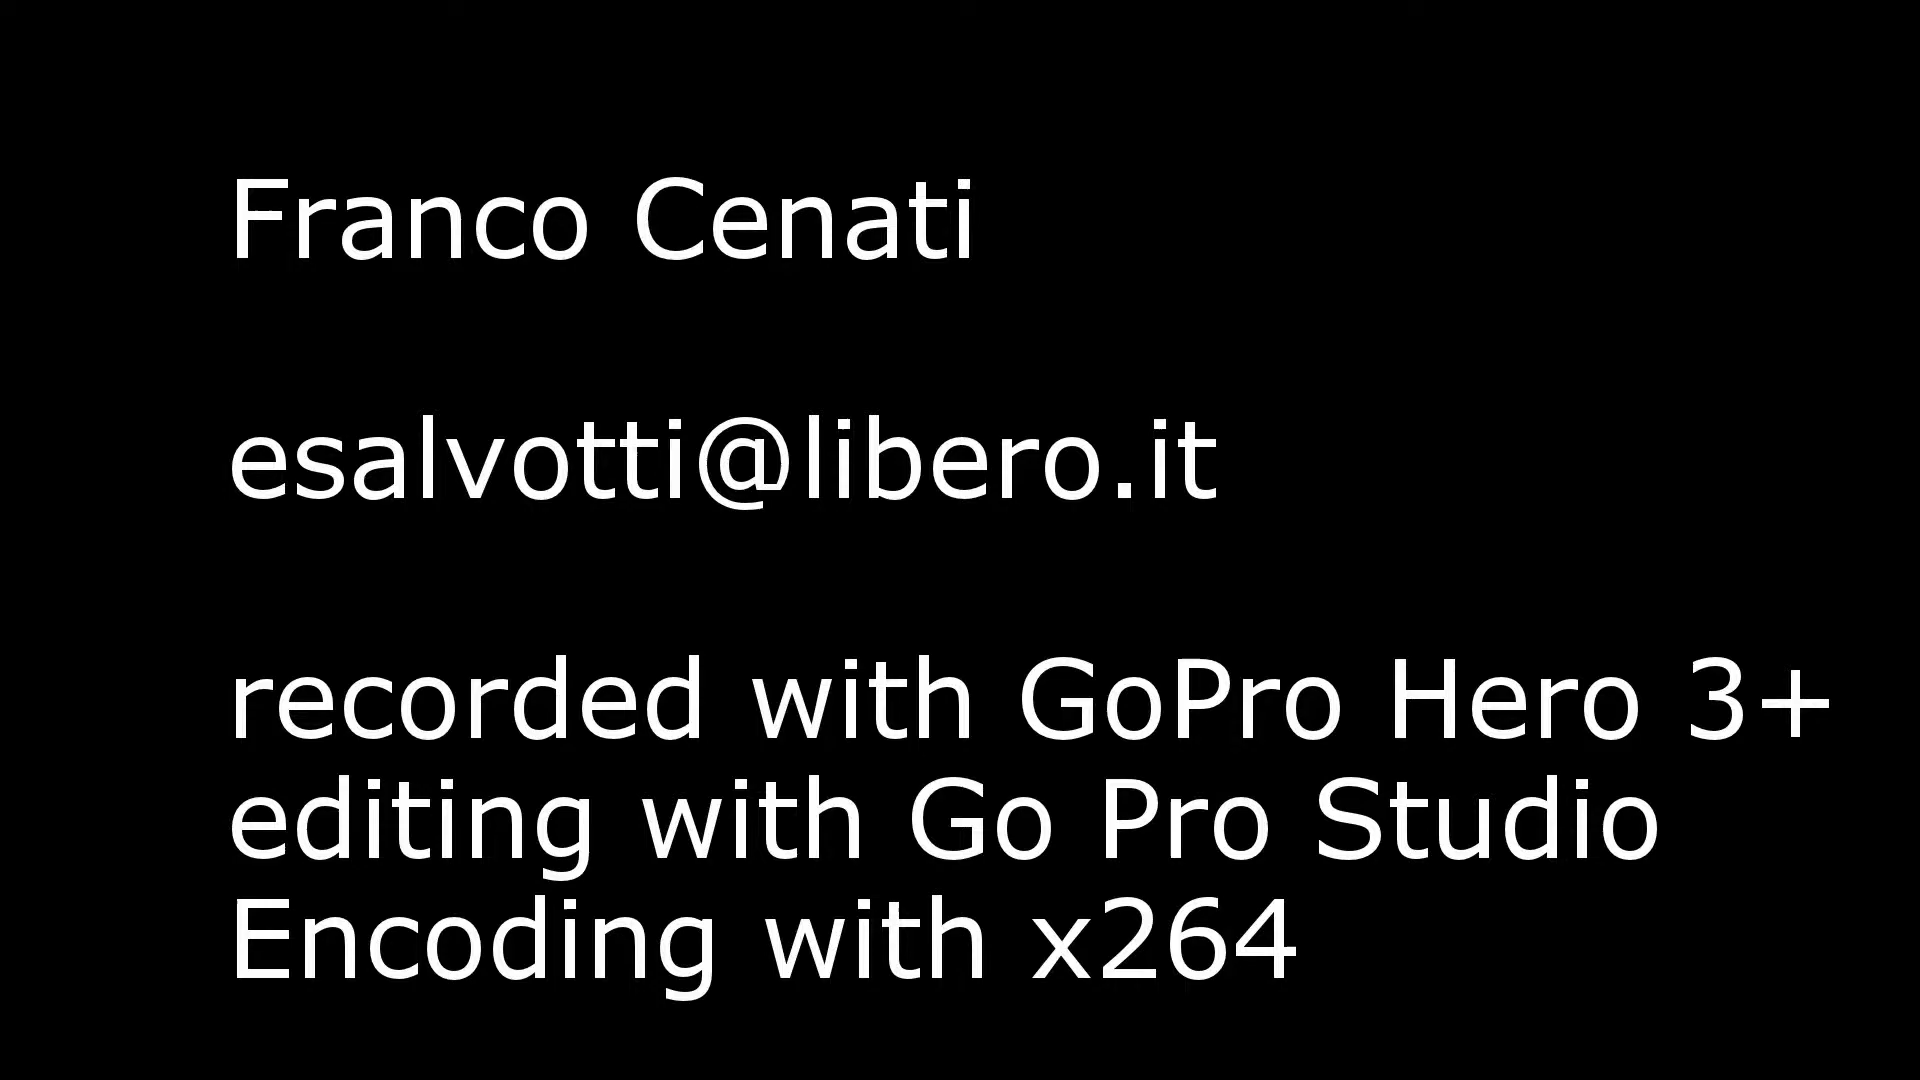 Franco Cenati
esalvotti@libero.it
recorded with GoPro Hero 3+
editing with Go Pro Studio
Encoding with x264